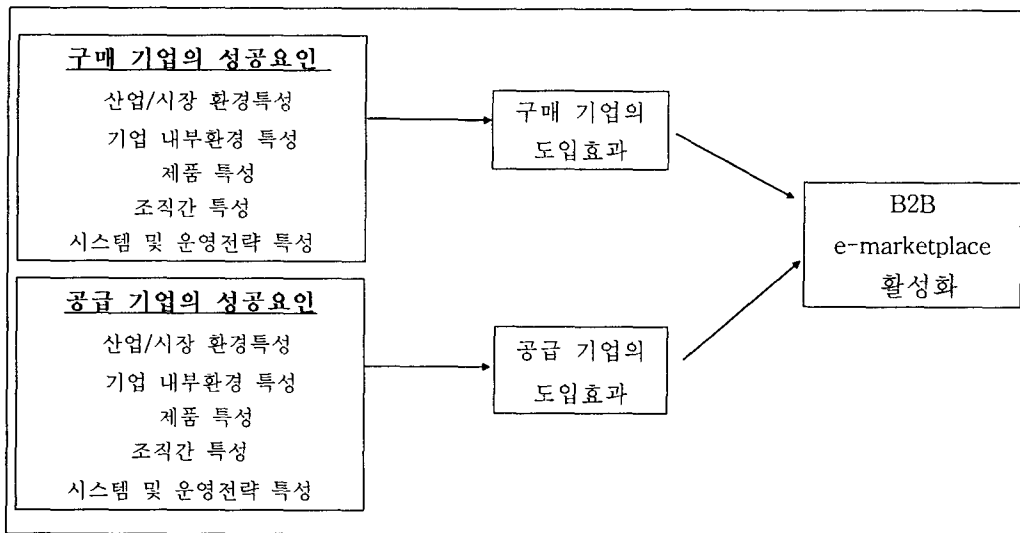 구매 기업의 성공요인
산업/시장 환경특성
기업 내부환경 특성
제품 특성
조직간 특성
시스템 및 운영전략 특성
공급 기업의 성공요인
산업/시장 환경특성
기업 내부환경 특성
제품 특성
조직간 특성
시스템 및 운영전략 특성
구매 기업의
도입효과
공급 기업의
도입효과
B2B
e-marketplace
활성화